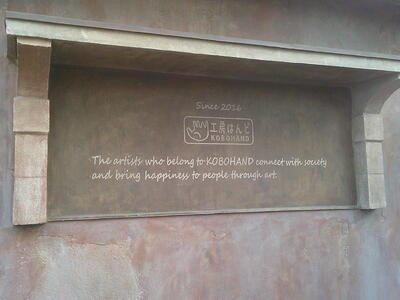 Since 2016
工房はんど
KOBOHAND
The artists who belong to KOBOHAND connect with society
and bring happiness to people through art.